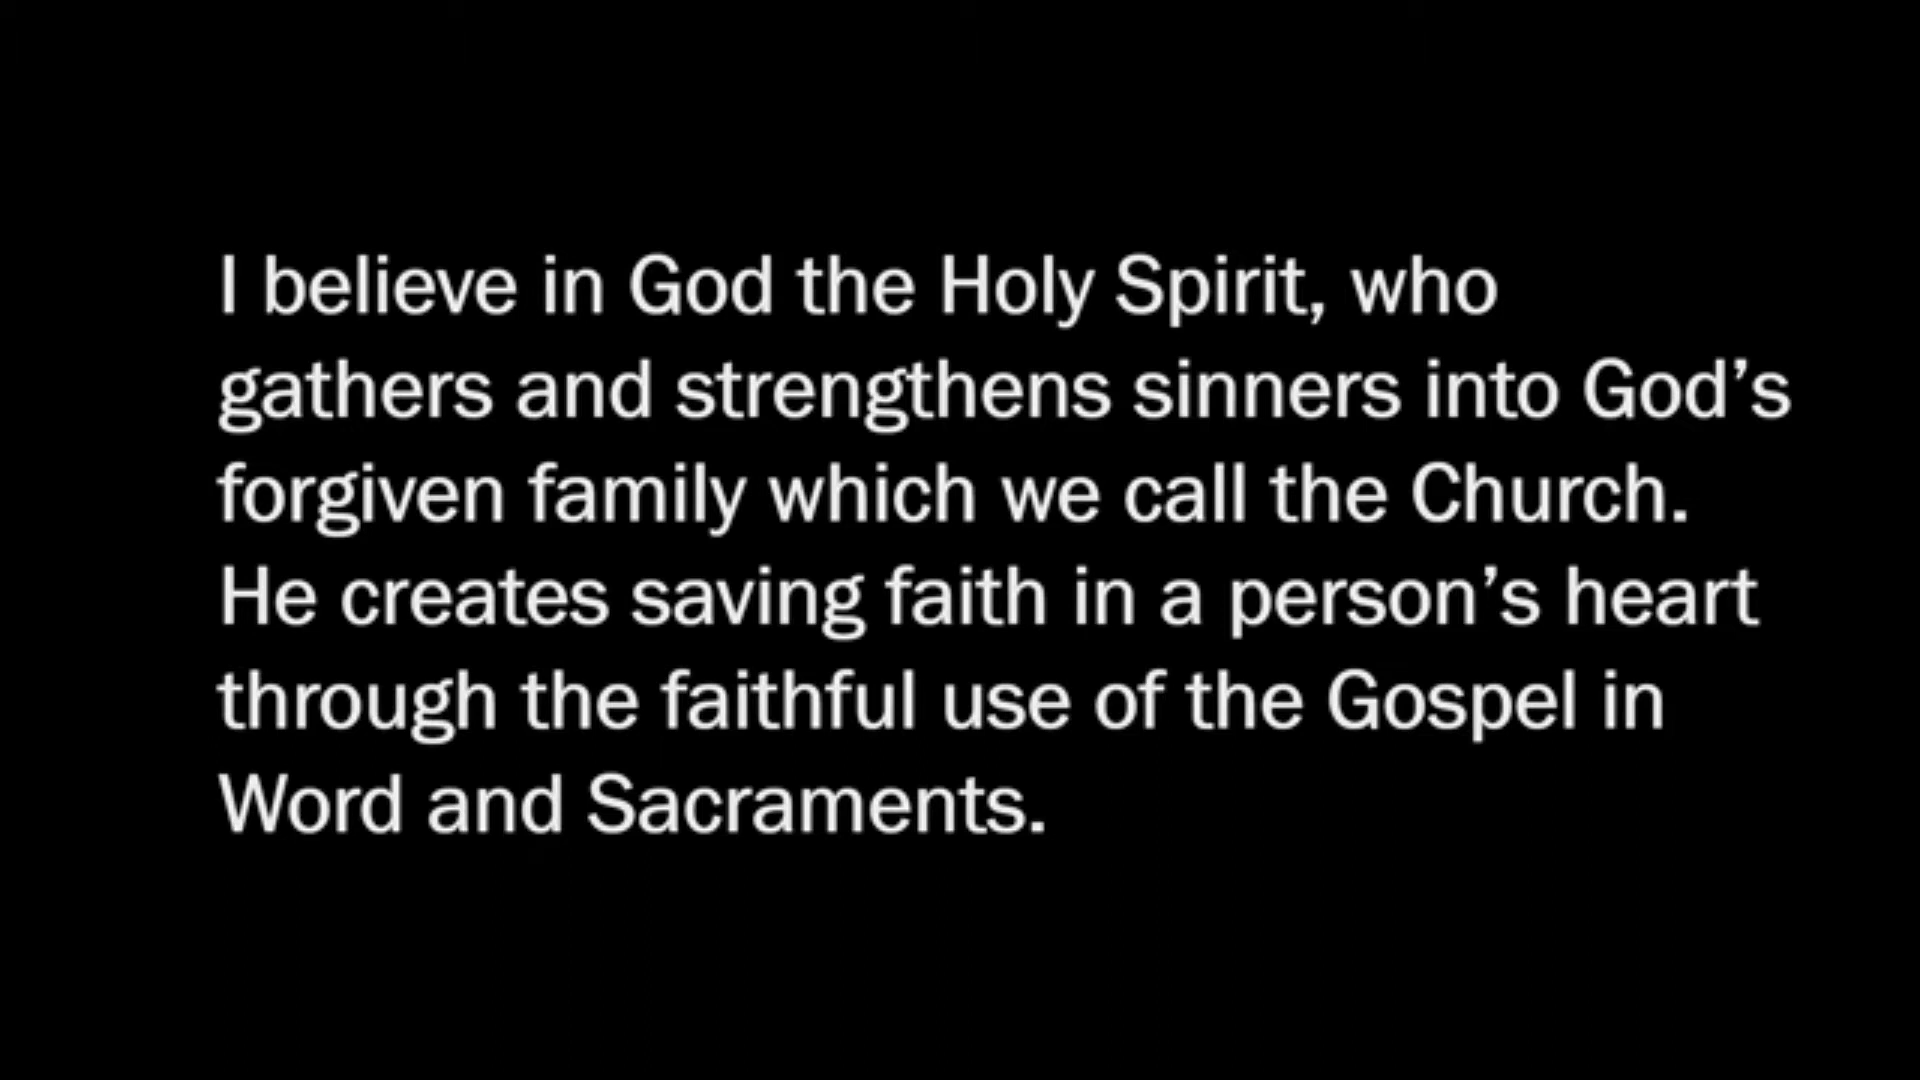 I believe in God the Holy Spirit, who
gathers and strengthens sinners into God’s
forgiven family which we call the Church.
He creates saving faith in a person’s heart
through the faithful use of the Gospel in
Word and Sacraments.